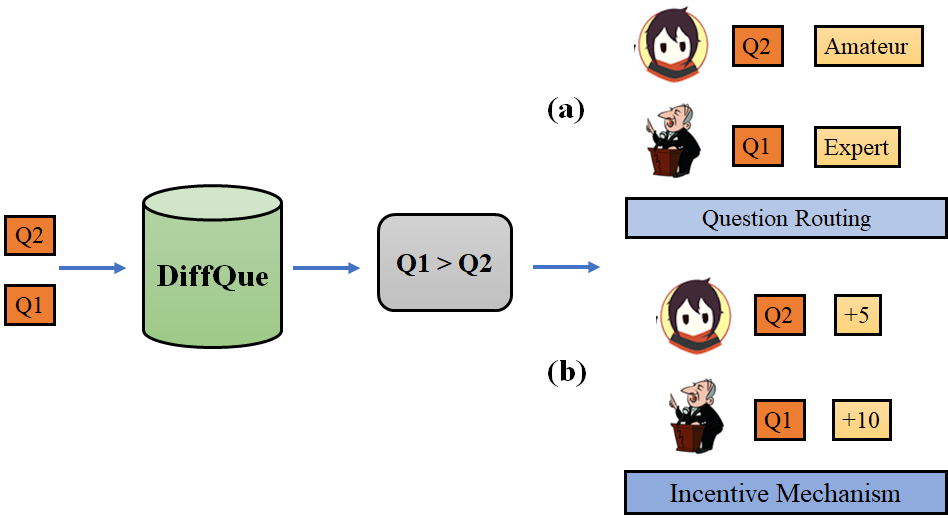 Q2
Q1
DiffQue
Q1 > Q2
(a)
Q2 Amateur
Q1 Expert
Question Routing
(b)
Q2 +5
Q1 +10
Incentive Mechanism